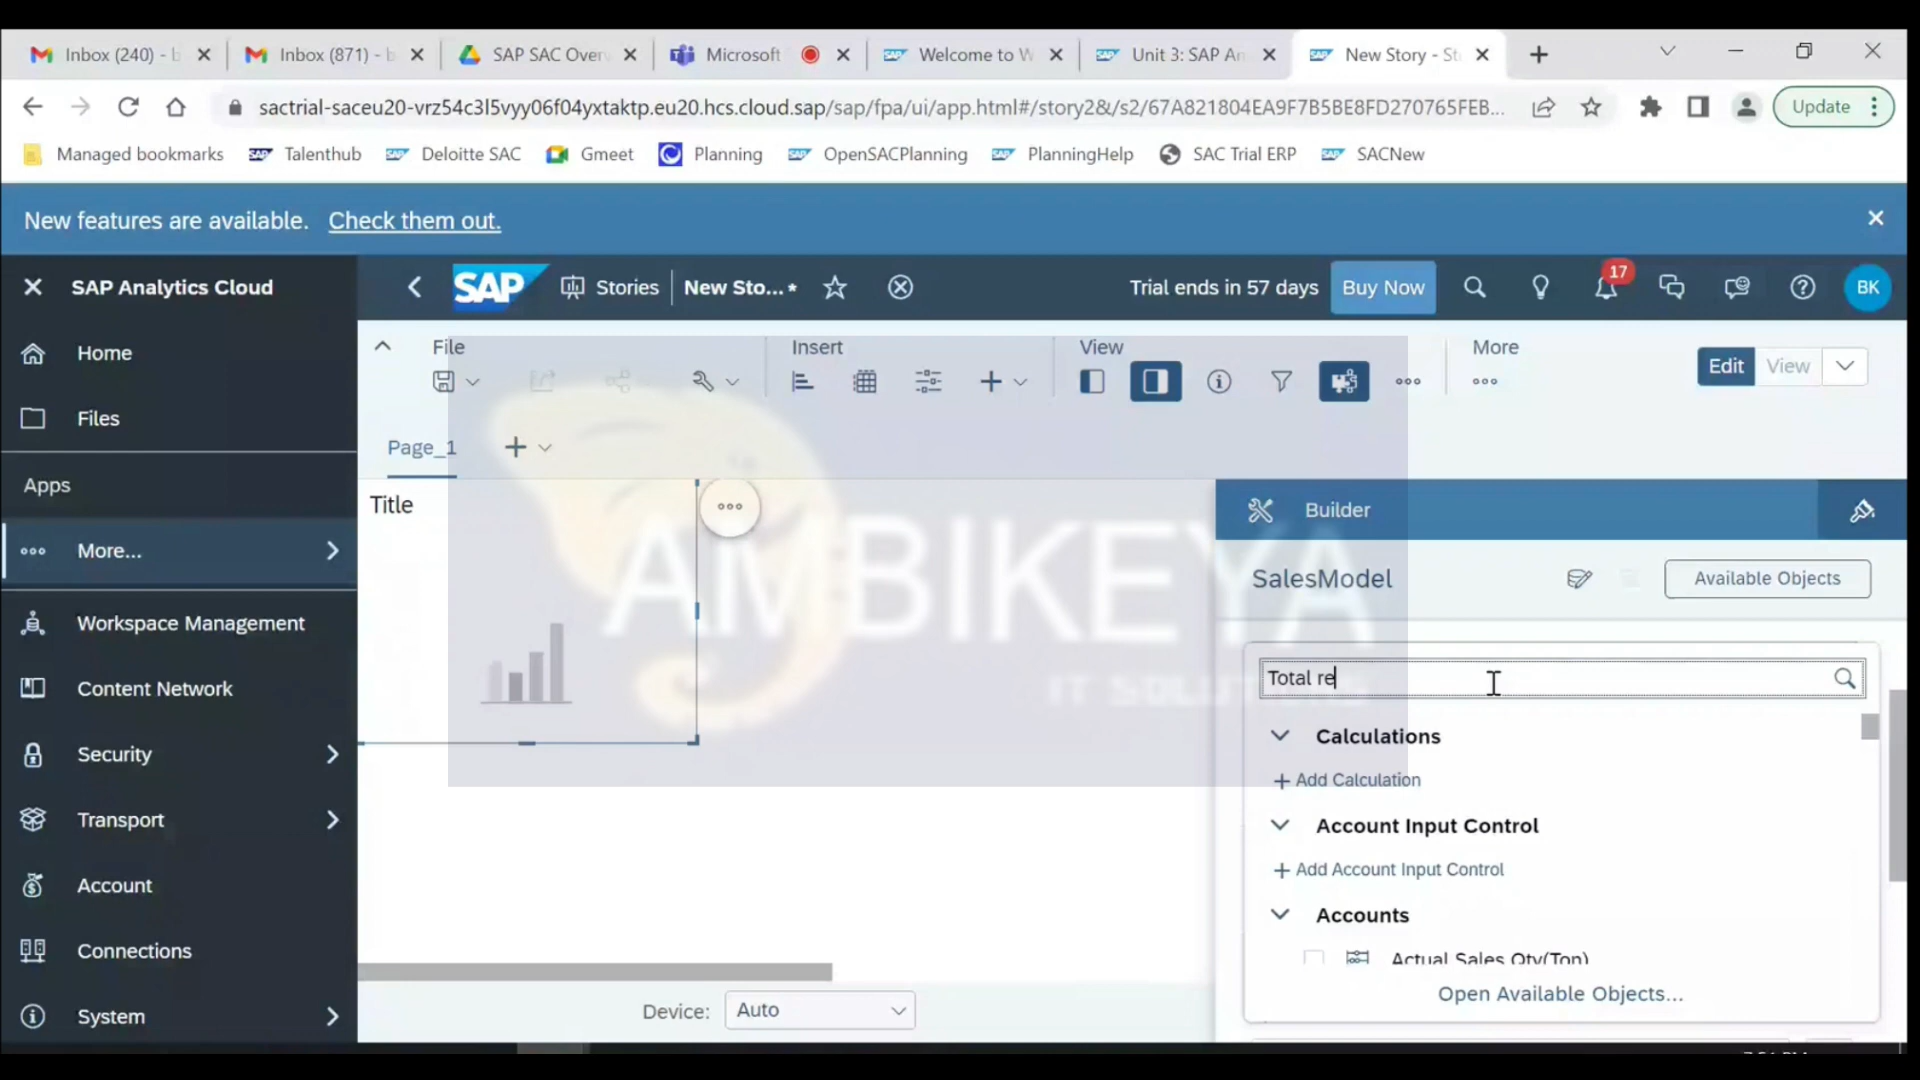 Inbox (240) - b
Inbox (871) - b
SAP SAC Over
Microsoft
Welcome to W
Unit 3: SAP An
New Story - St
sactrial-saceu20-vrz54c3l5vyy06f04yxtaktp.eu20.hcs.cloud.sap/sap/fpa/ui/app.html#/story2&/s2/67A821804EA9F7B5BE8FD270765FEB...
Update
Managed bookmarks
Talenthub
Deloitte SAC
Gmeet
Planning
OpenSACPlanning
PlanningHelp
SAC Trial ERP
SACNew
New features are available. Check them out.
SAP Analytics Cloud
SAP
Stories
New Sto... *
Trial ends in 57 days
Buy Now
17
BK
Home
Files
Apps
More...
Workspace Management
Content Network
Security
Transport
Account
Connections
System
File
Insert
View
More
Edit
View
Page_1
Title
AMBIKEYA
IT SOLUTIONS
Builder
SalesModel
Available Objects
Total re
Calculations
+ Add Calculation
Account Input Control
+ Add Account Input Control
Accounts
Actual Sales Qty(Ton)
Open Available Objects...
Device:
Auto